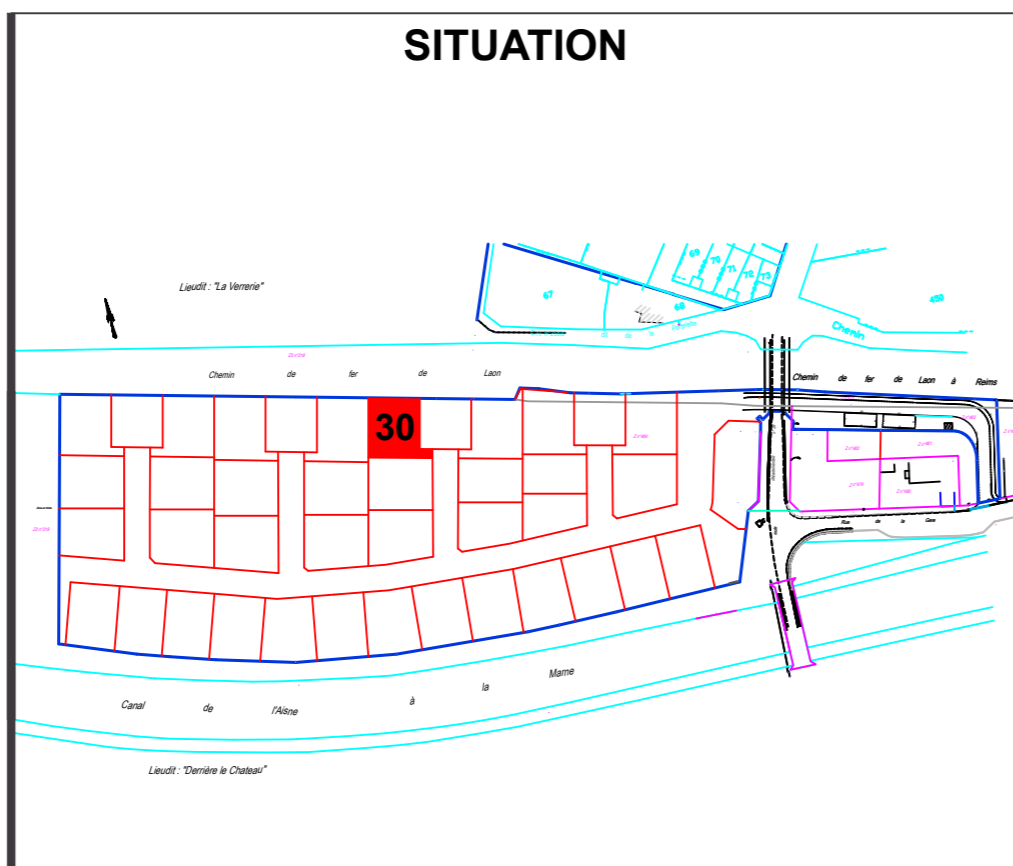 SITUATION
Lieudit : "La Verrerie"
69
70
71
72
73
67
68
450
Chemin
Chemin de fer de Laon
Chemin de fer de Laon à Reims
30
Rue de la Gare
Canal de l'Aisne à la Marne
Lieudit : "Derrière le Chateau"